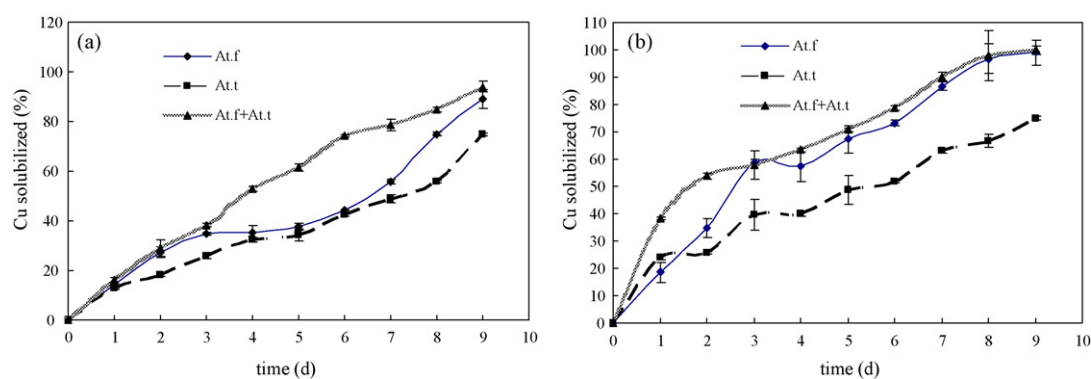 (a)
At.f
At.t
At.f+At.t
Cu solubilized (%)
120
100
80
60
40
20
0
0 1 2 3 4 5 6 7 8 9 10
time (d)
(b)
At.f
At.t
At.f+At.t
Cu solubilized (%)
110
100
90
80
70
60
50
40
30
20
10
0
0 1 2 3 4 5 6 7 8 9 10
time (d)